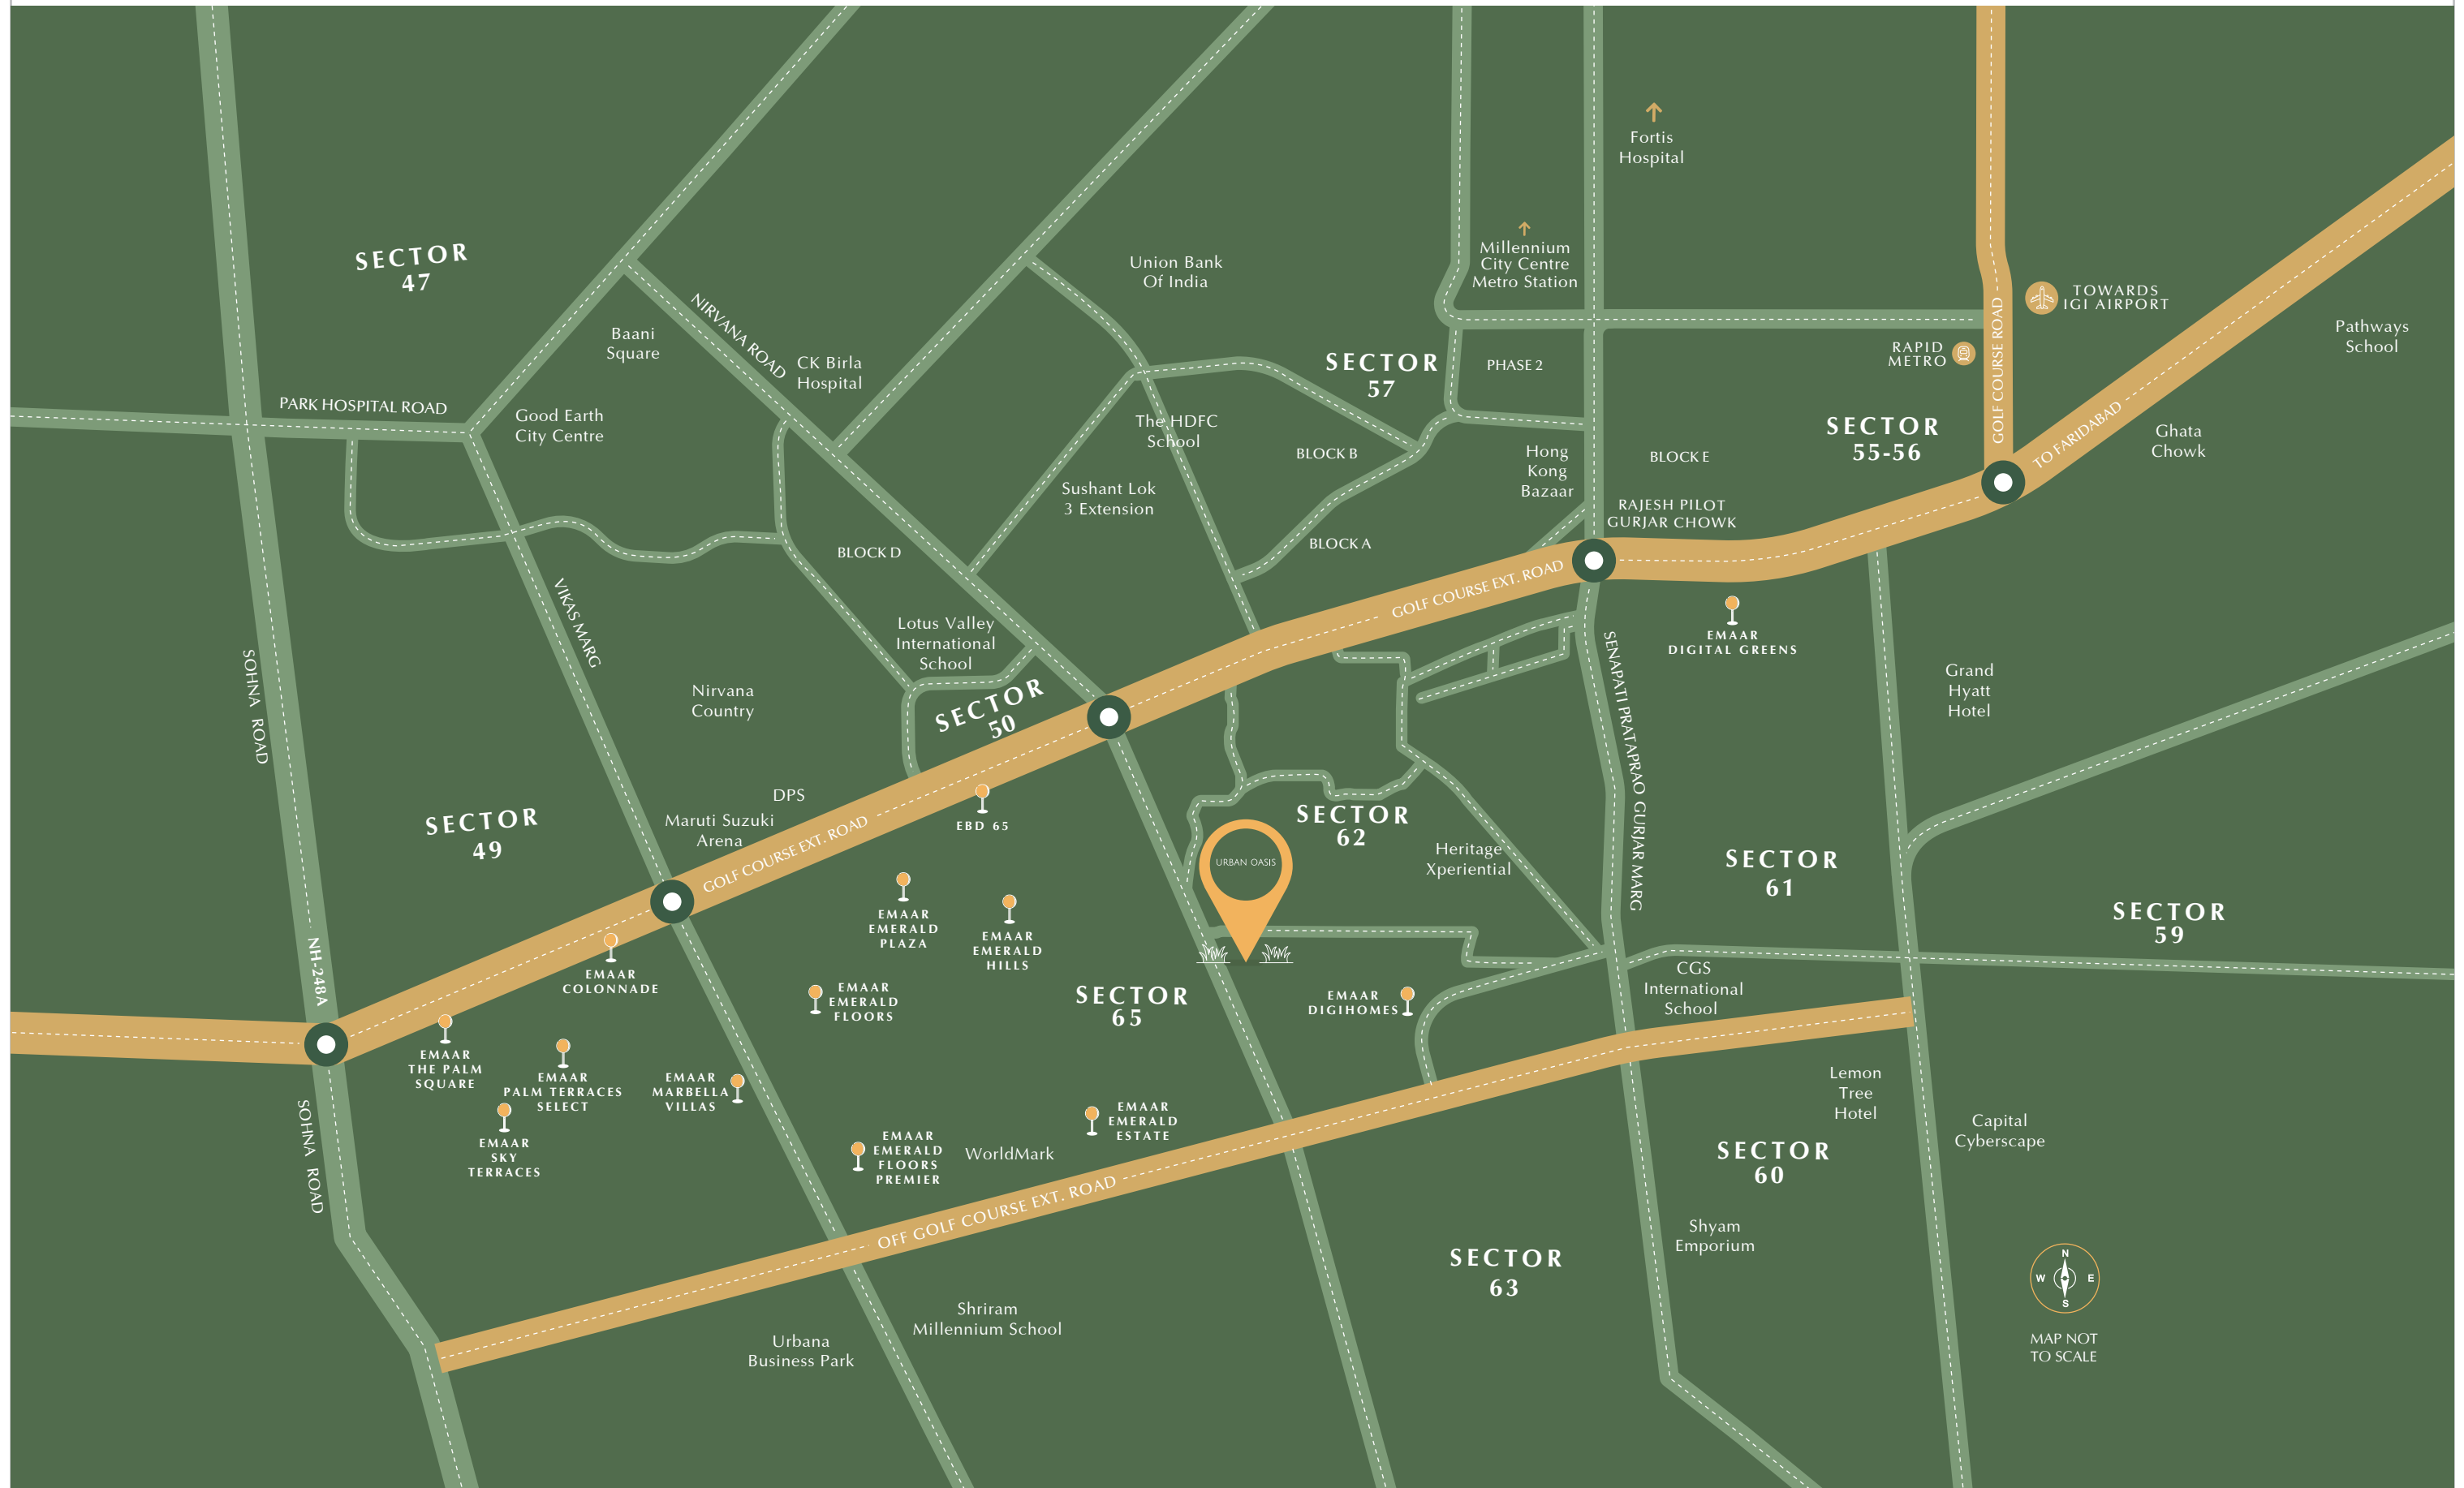 Fortis
Hospital
SECTOR
47
Union Bank
Of India
Millennium
City Centre
Metro Station
TOWARDS
IGI AIRPORT
Baani
Square
NIRVANA ROAD
CK Birla
Hospital
SECTOR
57
PHASE 2
RAPID
METRO
GOLF COURSE ROAD
Pathways
School
PARK HOSPITAL ROAD
Good Earth
City Centre
The HDFC
School
BLOCK B
Hong
Kong
Bazaar
BLOCK E
SECTOR
55-56
TO FARIDABAD
Ghata
Chowk
Sushant Lok
3 Extension
RAJESH PILOT
GURJAR CHOWK
BLOCK D
BLOCK A
VIKAS MARG
GOLF COURSE EXT. ROAD
Lotus Valley
International
School
EMAAR
DIGITAL GREENS
SOHNA ROAD
Nirvana
Country
SECTOR
50
SENAPATI PRATAPRAO GURJAR MARG
Grand
Hyatt
Hotel
DPS
Maruti Suzuki
Arena
EBD 65
SECTOR
49
GOLF COURSE EXT. ROAD
SECTOR
62
URBAN OASIS
Heritage
Xperiential
SECTOR
61
EMAAR
EMERALD
PLAZA
EMAAR
EMERALD
HILLS
SECTOR
59
NH-248A
EMAAR
COLONNADE
EMAAR
EMERALD
FLOORS
SECTOR
65
EMAAR
DIGIHOMES
CGS
International
School
EMAAR
THE PALM
SQUARE
EMAAR
PALM TERRACES
SELECT
EMAAR
MARBELLA
VILLAS
Lemon
Tree
Hotel
SOHNA ROAD
EMAAR
SKY
TERRACES
EMAAR
EMERALD
FLOORS
PREMIER
WorldMark
EMAAR
EMERALD
ESTATE
Capital
Cyberscape
SECTOR
60
OFF GOLF COURSE EXT. ROAD
Shyam
Emporium
SECTOR
63
N
W E
S
Shriram
Millennium School
Urbana
Business Park
MAP NOT
TO SCALE